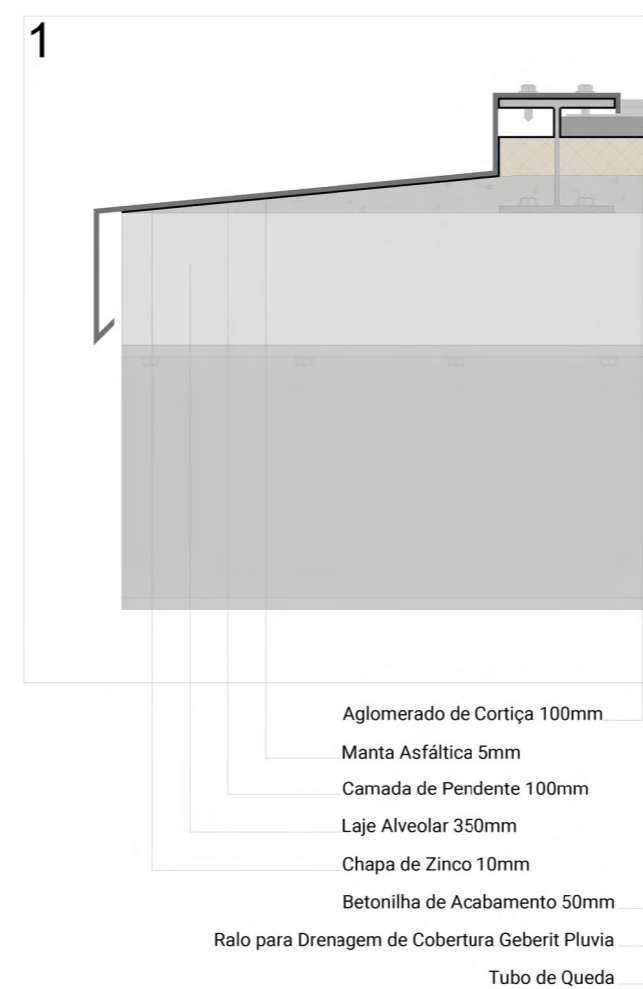 1
Aglomerado de Cortiça 100mm
Manta Asfáltica 5mm
Camada de Pendente 100mm
Laje Alveolar 350mm
Chapa de Zinco 10mm
Betonilha de Acabamento 50mm
Ralo para Drenagem de Cobertura Geberit Pluvia
Tubo de Queda